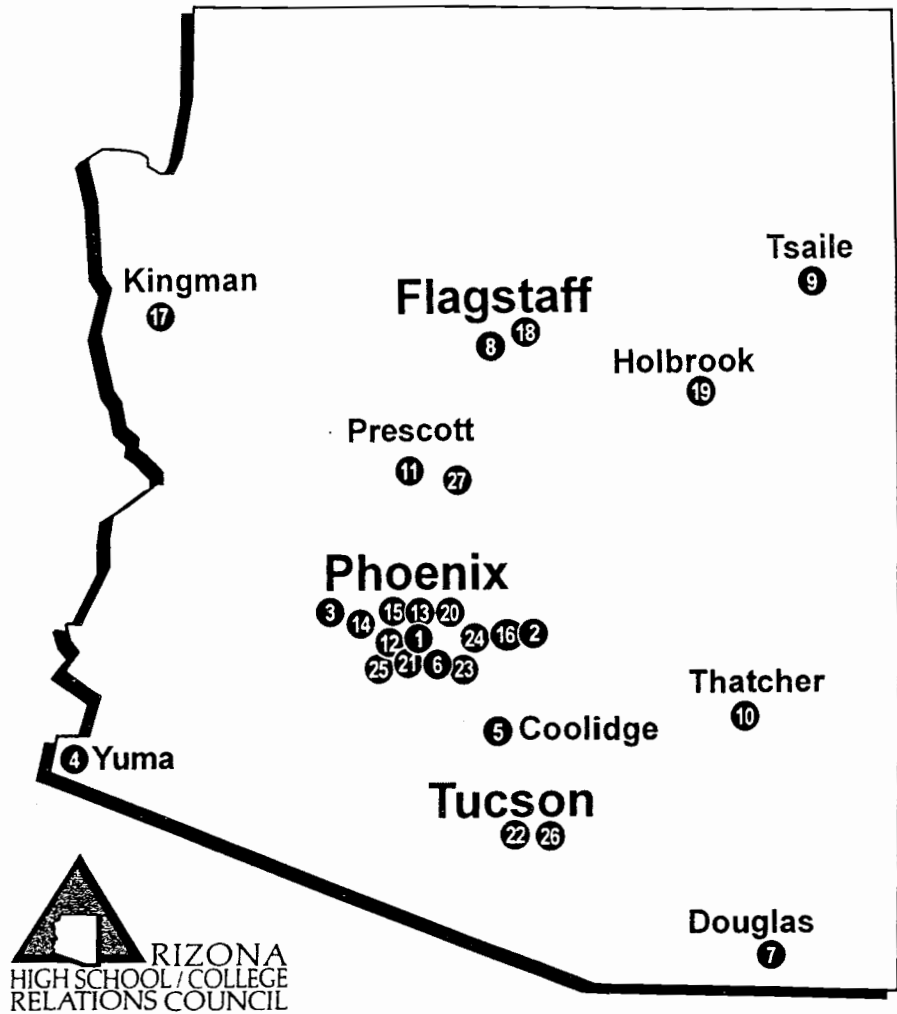 Tsaile
9
Kingman
17
Flagstaff
8 18
Holbrook
19
Prescott
11 27
Phoenix
3 14 15 13 20
12 1 24 16 2
25 21 6 23
Thatcher
10
5 Coolidge
4 Yuma
Tucson
22 26
Douglas
7
RIZONA
HIGH SCHOOL / COLLEGE
RELATIONS COUNCIL